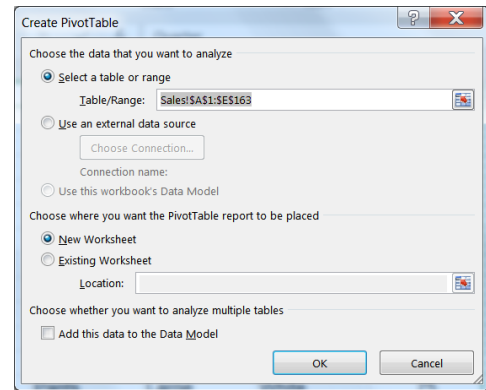 Create PivotTable
Choose the data that you want to analyze
Select a table or range
Table/Range: Sales!$A$1:$E$163
Use an external data source
Choose Connection...
Connection name:
Use this workbook's Data Model
Choose where you want the PivotTable report to be placed
New Worksheet
Existing Worksheet
Location:
Choose whether you want to analyze multiple tables
Add this data to the Data Model
OK Cancel